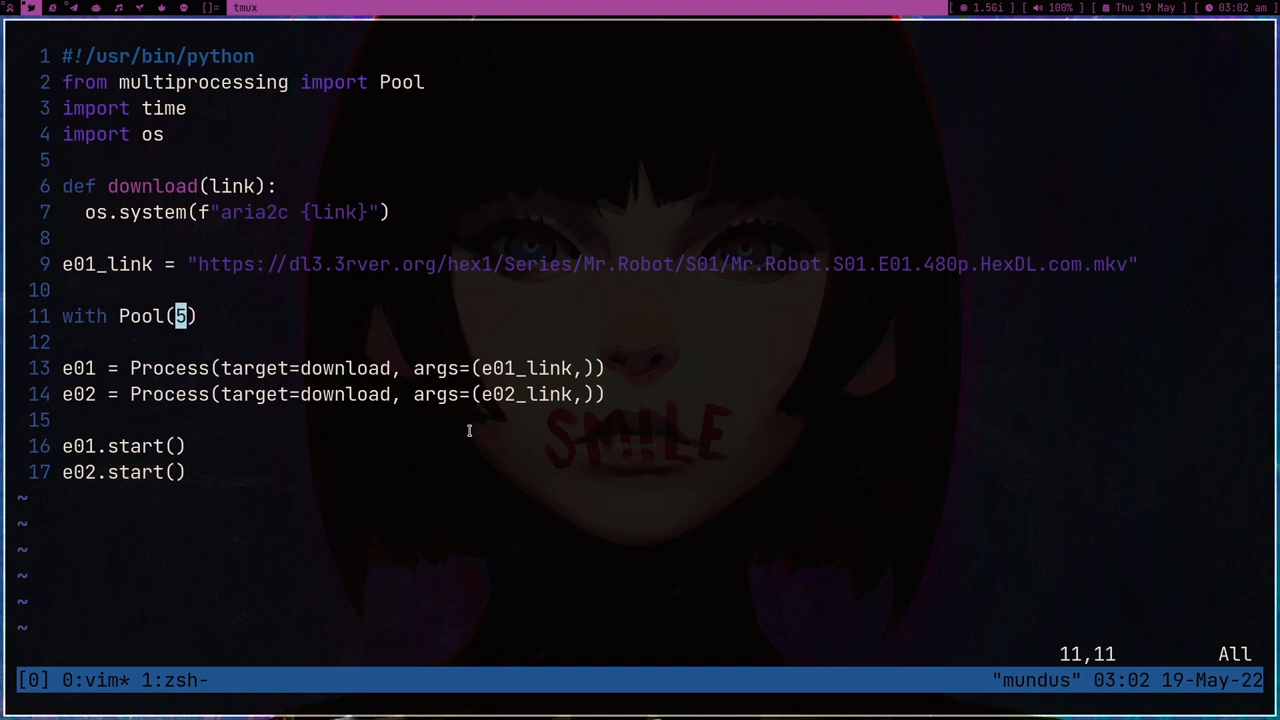 []= tmux [ 1.5Gi ] [ 100% ] [ Thu 19 May ] [ 03:02 am ]
1 #!/usr/bin/python
2 from multiprocessing import Pool
3 import time
4 import os
5
6 def download(link):
7   os.system(f"aria2c {link}")
8
9 e01_link = "https://dl3.3rver.org/hex1/Series/Mr.Robot/S01/Mr.Robot.S01.E01.480p.HexDL.com.mkv"
10
11 with Pool(5)
12
13 e01 = Process(target=download, args=(e01_link,))
14 e02 = Process(target=download, args=(e02_link,))
15
16 e01.start()
17 e02.start()
~
~
~
~
~
~
SMILE
11,11 All
[0] 0:vim* 1:zsh- "mundus" 03:02 19-May-22